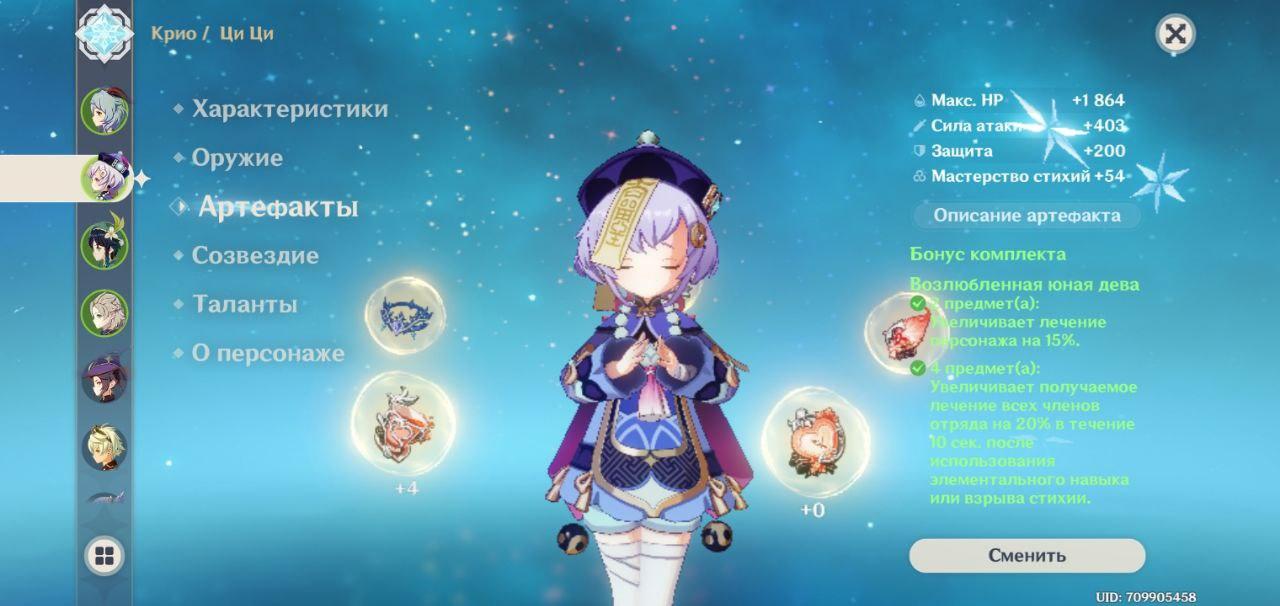 Крио / Ци Ци
Характеристики
Оружие
Артефакты
Созвездие
Таланты
О персонаже
+4
+0
Макс. HP +1 864
Сила атаки +403
Защита +200
Мастерство стихий +54
Описание артефакта
Бонус комплекта
Возлюбленная юная дева
предмет(а):
Увеличивает лечение
персонажа на 15%.
4 предмет(а):
Увеличивает получаемое
лечение всех членов
отряда на 20% в течение
10 сек. после
использования
элементального навыка
или взрыва стихии.
Сменить
UID: 709905458